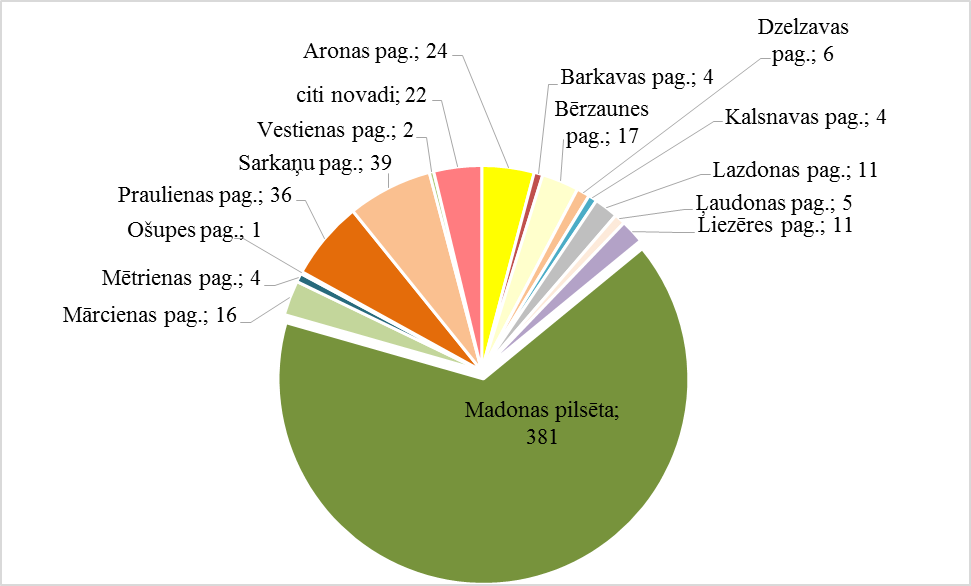 Dzelzavas
pag.; 6
Aronas pag.; 24
Barkavas pag.; 4
citi novadi; 22
Bērzaunes
pag.; 17
Kalsnavas pag.; 4
Vestienas pag.; 2
Sarkaņu pag.; 39
Lazdonas pag.; 11
Praulienas pag.; 36
Ļaudonas pag.; 5
Liezēres pag.; 11
Ošupes pag.; 1
Mētrienas pag.; 4
Mārcienas pag.; 16
Madonas pilsēta;
381